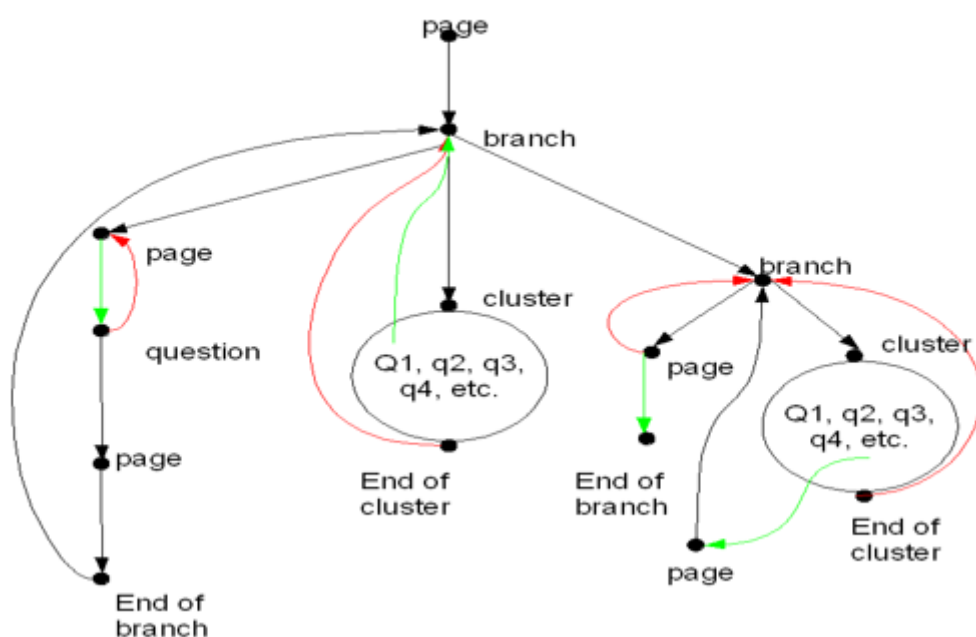 page
branch
page
branch
cluster
cluster
question
page
Q1, q2, q3,
q4, etc.
Q1, q2, q3,
q4, etc.
page
End of
cluster
End of
branch
End of
cluster
page
End of
branch